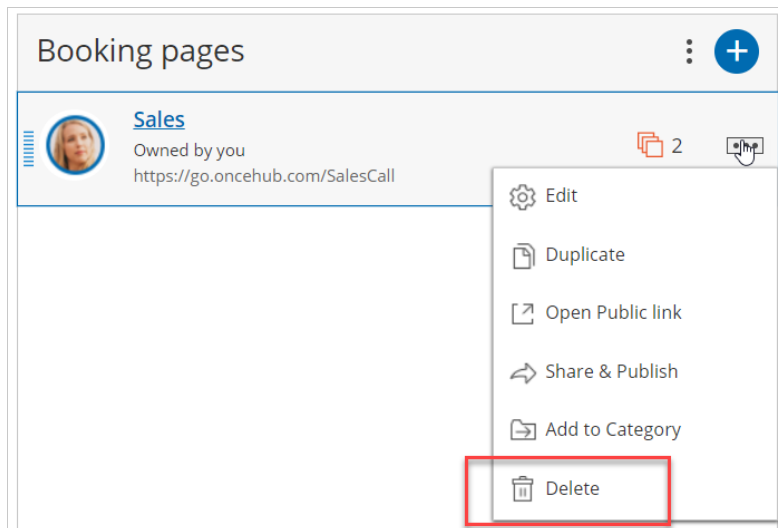 Booking pages
Sales
Owned by you
2
https://go.oncehub.com/SalesCall
Edit
Duplicate
Open Public link
Share & Publish
Add to Category
Delete